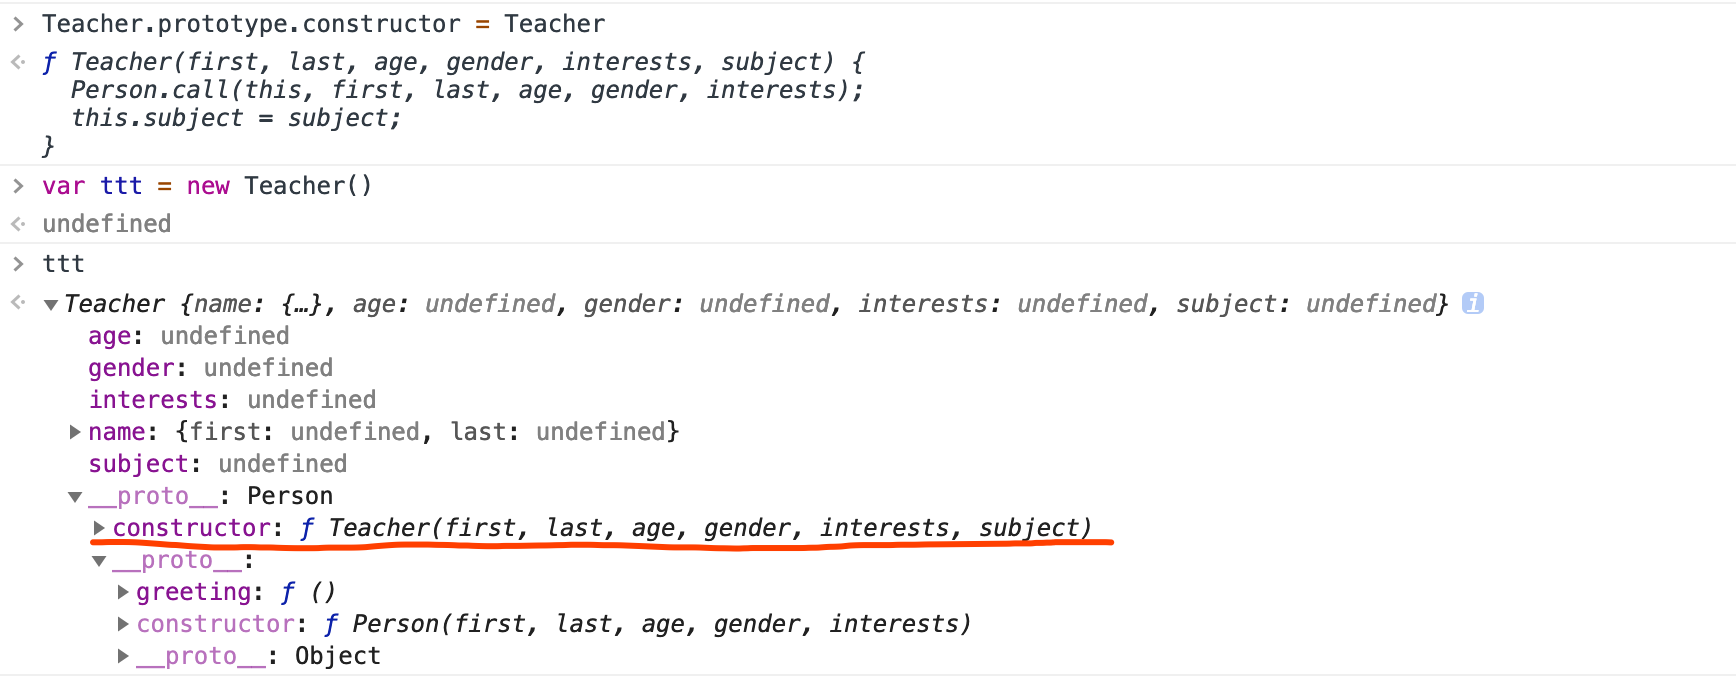 > Teacher.prototype.constructor = Teacher
<· ƒ Teacher(first, last, age, gender, interests, subject) {
Person.call(this, first, last, age, gender, interests);
this.subject = subject;
}
> var ttt = new Teacher()
<· undefined
> ttt
<· ▼Teacher {name: {…}, age: undefined, gender: undefined, interests: undefined, subject: undefined} i
age: undefined
gender: undefined
interests: undefined
▶name: {first: undefined, last: undefined}
subject: undefined
▼__proto__: Person
▶constructor: ƒ Teacher(first, last, age, gender, interests, subject)
▼__proto__:
▶greeting: ƒ ()
▶constructor: ƒ Person(first, last, age, gender, interests)
▶__proto__: Object